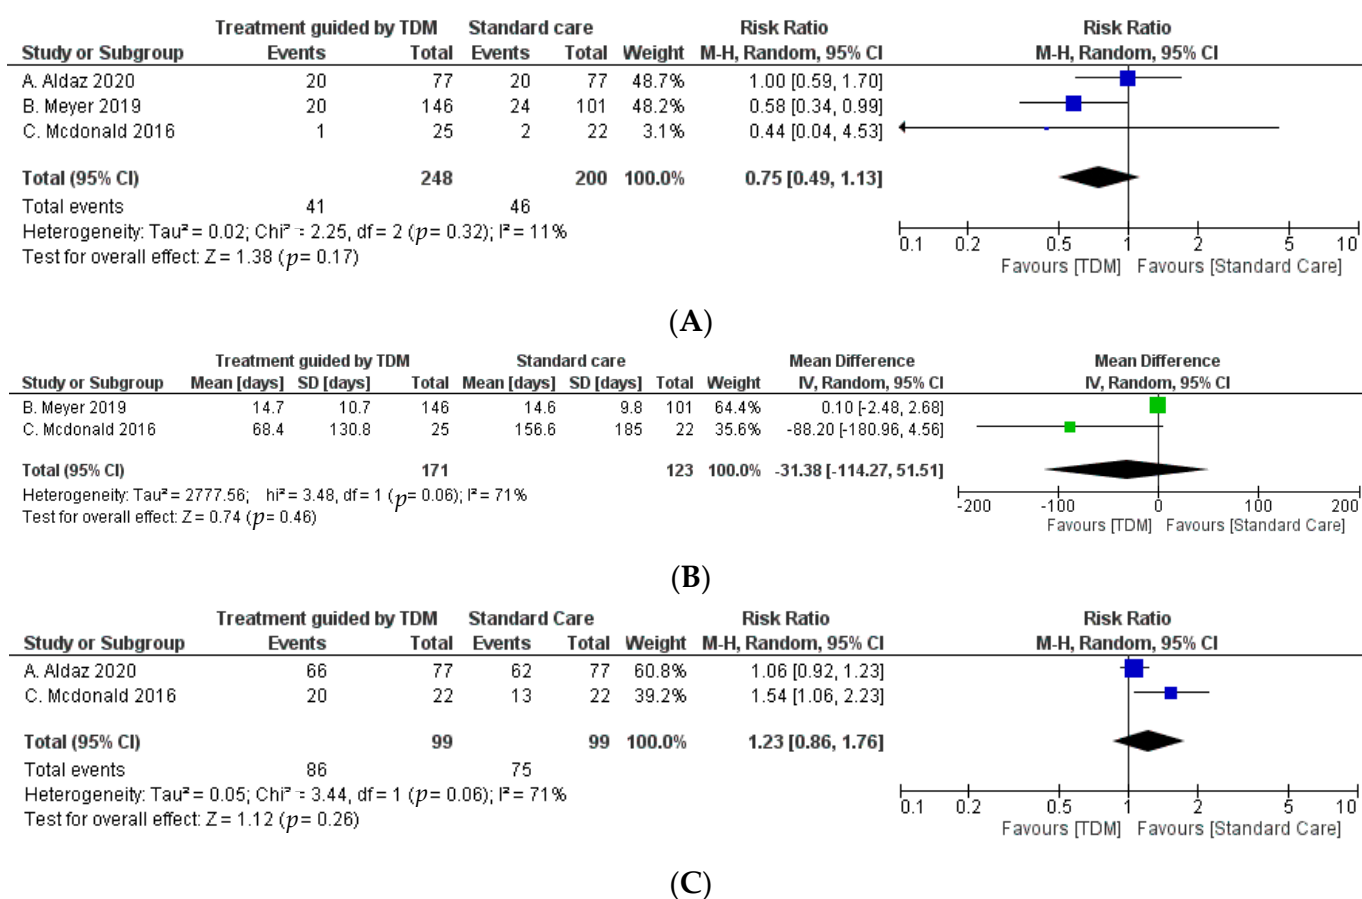 Treatment guided by TDM Standard care Risk Ratio Risk Ratio
Study or Subgroup Events Total Events Total Weight M-H, Random, 95% CI M-H, Random, 95% CI
A. Aldaz 2020 20 77 20 77 48.7% 1.00 [0.59, 1.70]
B. Meyer 2019 20 146 24 101 48.2% 0.58 [0.34, 0.99]
C. Mcdonald 2016 1 25 2 22 3.1% 0.44 [0.04, 4.53]
Total (95% CI) 248 200 100.0% 0.75 [0.49, 1.13]
Total events 41 46
Heterogeneity: Tau² = 0.02; Chi² = 2.25, df = 2 (p = 0.32); I² = 11%
Test for overall effect: Z = 1.38 (p = 0.17)
0.1 0.2 0.5 1 2 5 10
Favours [TDM] Favours [Standard Care]
(A)
Treatment guided by TDM Standard care Mean Difference Mean Difference
Study or Subgroup Mean [days] SD [days] Total Mean [days] SD [days] Total Weight IV, Random, 95% CI IV, Random, 95% CI
B. Meyer 2019 14.7 10.7 146 14.6 9.8 101 64.4% 0.10 [-2.48, 2.68]
C. Mcdonald 2016 68.4 130.8 25 156.6 185 22 35.6% -88.20 [-180.96, 4.56]
Total (95% CI) 171 123 100.0% -31.38 [-114.27, 51.51]
Heterogeneity: Tau² = 2777.56; hi² = 3.48, df = 1 (p = 0.06); I² = 71%
Test for overall effect: Z = 0.74 (p = 0.46)
-200 -100 0 100 200
Favours [TDM] Favours [Standard Care]
(B)
Treatment guided by TDM Standard Care Risk Ratio Risk Ratio
Study or Subgroup Events Total Events Total Weight M-H, Random, 95% CI M-H, Random, 95% CI
A. Aldaz 2020 66 77 62 77 60.8% 1.06 [0.92, 1.23]
C. Mcdonald 2016 20 22 13 22 39.2% 1.54 [1.06, 2.23]
Total (95% CI) 99 99 100.0% 1.23 [0.86, 1.76]
Total events 86 75
Heterogeneity: Tau² = 0.05; Chi² = 3.44, df = 1 (p = 0.06); I² = 71%
Test for overall effect: Z = 1.12 (p = 0.26)
0.1 0.2 0.5 1 2 5 10
Favours [TDM] Favours [Standard Care]
(C)